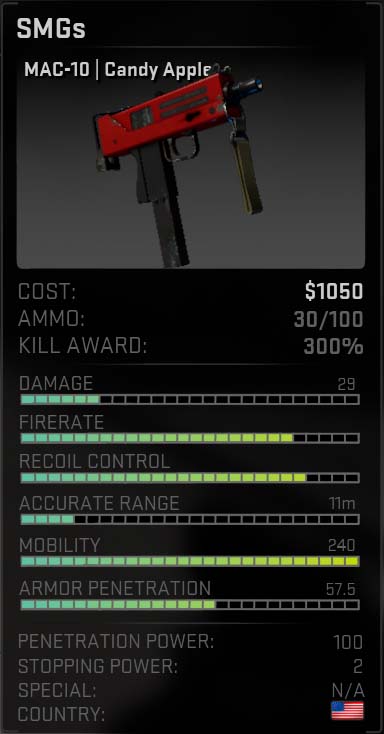 SMGs
MAC-10 | Candy Apple
COST: $1050
AMMO: 30/100
KILL AWARD: 300%
DAMAGE 29
FIRERATE
RECOIL CONTROL
ACCURATE RANGE 11m
MOBILITY 240
ARMOR PENETRATION 57.5
PENETRATION POWER: 100
STOPPING POWER: 2
SPECIAL: N/A
COUNTRY: